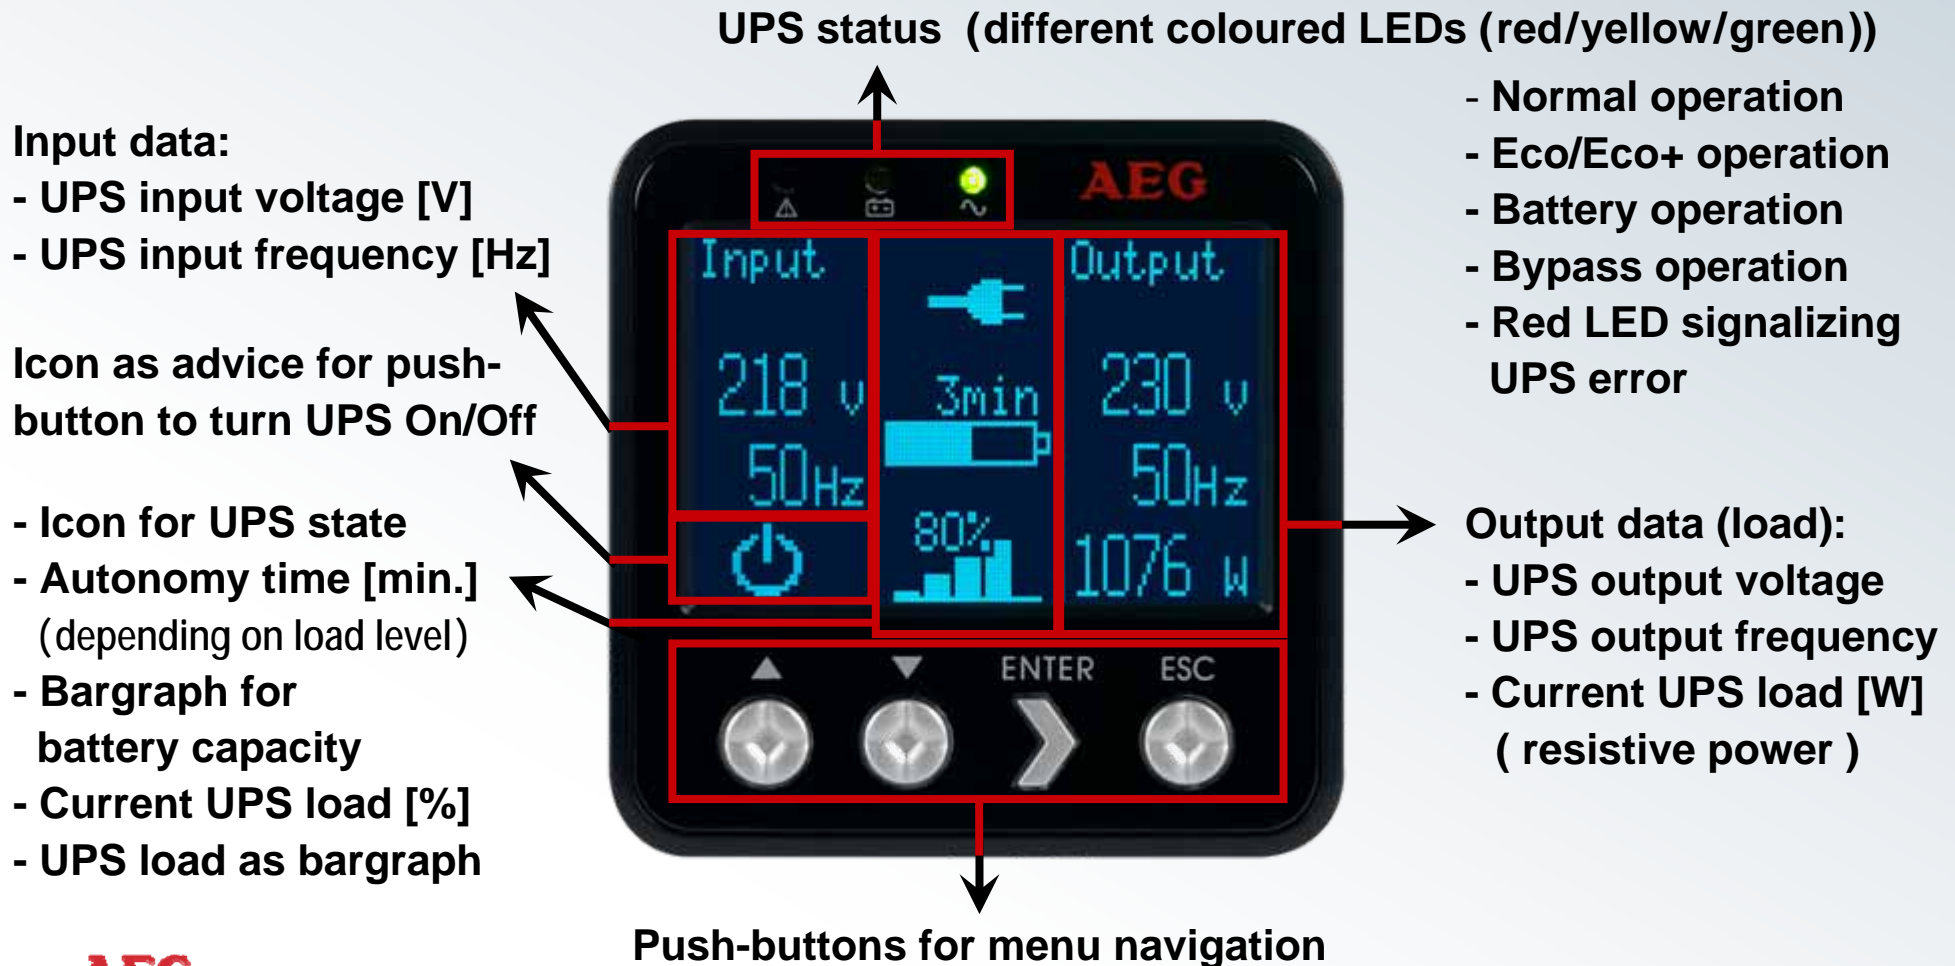 UPS status (different coloured LEDs (red/yellow/green))
- Normal operation
- Eco/Eco+ operation
- Battery operation
- Bypass operation
- Red LED signalizing
UPS error
Input data:
- UPS input voltage [V]
- UPS input frequency [Hz]
Icon as advice for push-
button to turn UPS On/Off
- Icon for UPS state
- Autonomy time [min.]
(depending on load level)
- Bargraph for
battery capacity
- Current UPS load [%]
- UPS load as bargraph
AEG
Input
218 V
50Hz
3min
80%
Output
230 V
50Hz
1076 W
ENTER
ESC
Output data (load):
- UPS output voltage
- UPS output frequency
- Current UPS load [W]
( resistive power )
Push-buttons for menu navigation
AEG